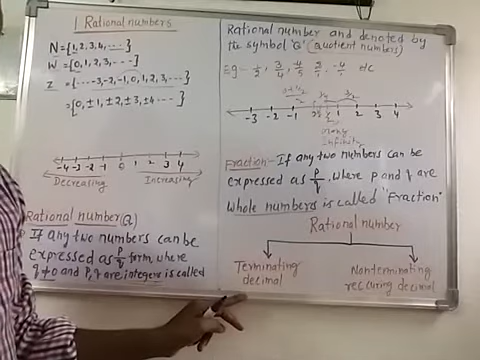 1 Rational numbers
N={1,2,3,4,....}
W={0,1,2,3,....}
Z={....-3,-2,-1,0,1,2,3,....}
={0,±1,±2,±3,±4....}
-4 -3 -2 -1 0 1 2 3 4
Decreasing Increasing
Rational number(Q)
If any two numbers can be
expressed as p/q form, where
q≠0 and p,q are integers is called
Rational number and denoted by
the symbol 'Q' (quotient numbers)
Eg- 1/2, 3/4, 4/5, -4/ etc
-3 -2 -1 0 1 2 3 4
Infinity
Fraction:- If any two numbers can be
expressed as p/q, where p and q are
whole numbers is called "Fraction"
Rational number
Terminating
decimal
Nonterminating
reccuring decimal